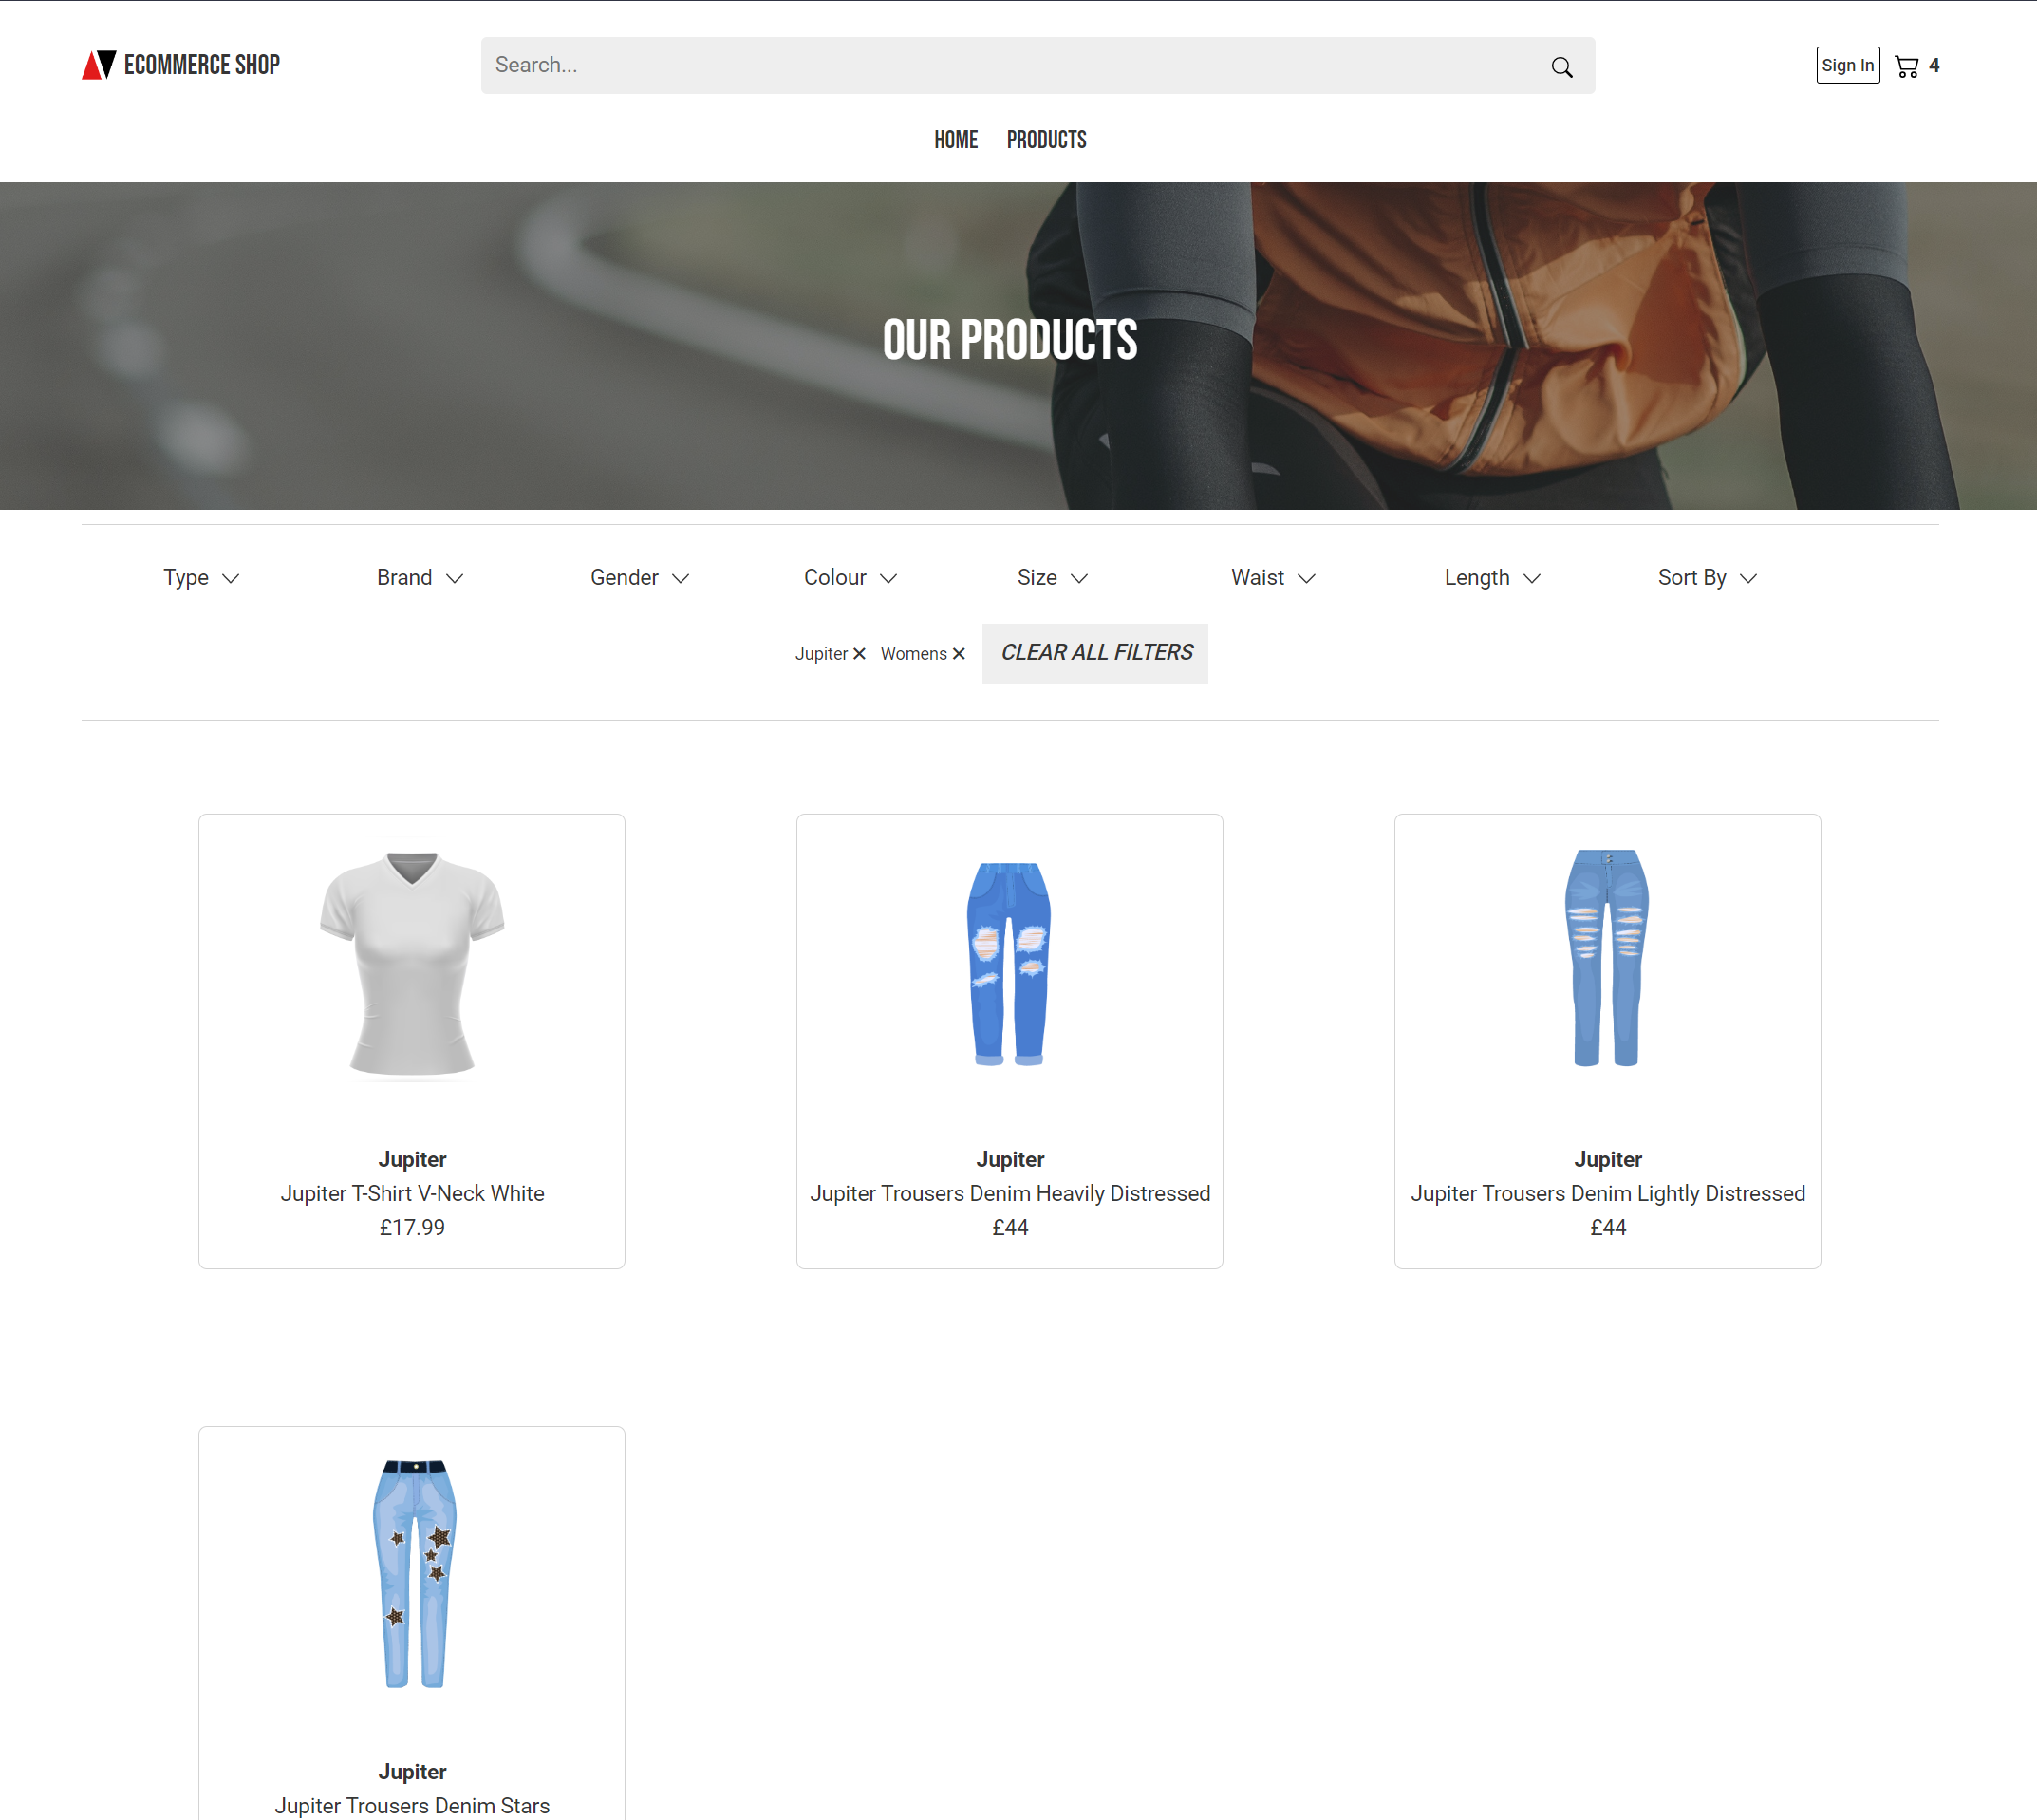 ECOMMERCE SHOP
Search...
Sign In
4
HOME PRODUCTS
OUR PRODUCTS
Type Brand Gender Colour Size Waist Length Sort By
Jupiter Womens CLEAR ALL FILTERS
Jupiter
Jupiter T-Shirt V-Neck White
£17.99
Jupiter
Jupiter Trousers Denim Heavily Distressed
£44
Jupiter
Jupiter Trousers Denim Lightly Distressed
£44
Jupiter
Jupiter Trousers Denim Stars